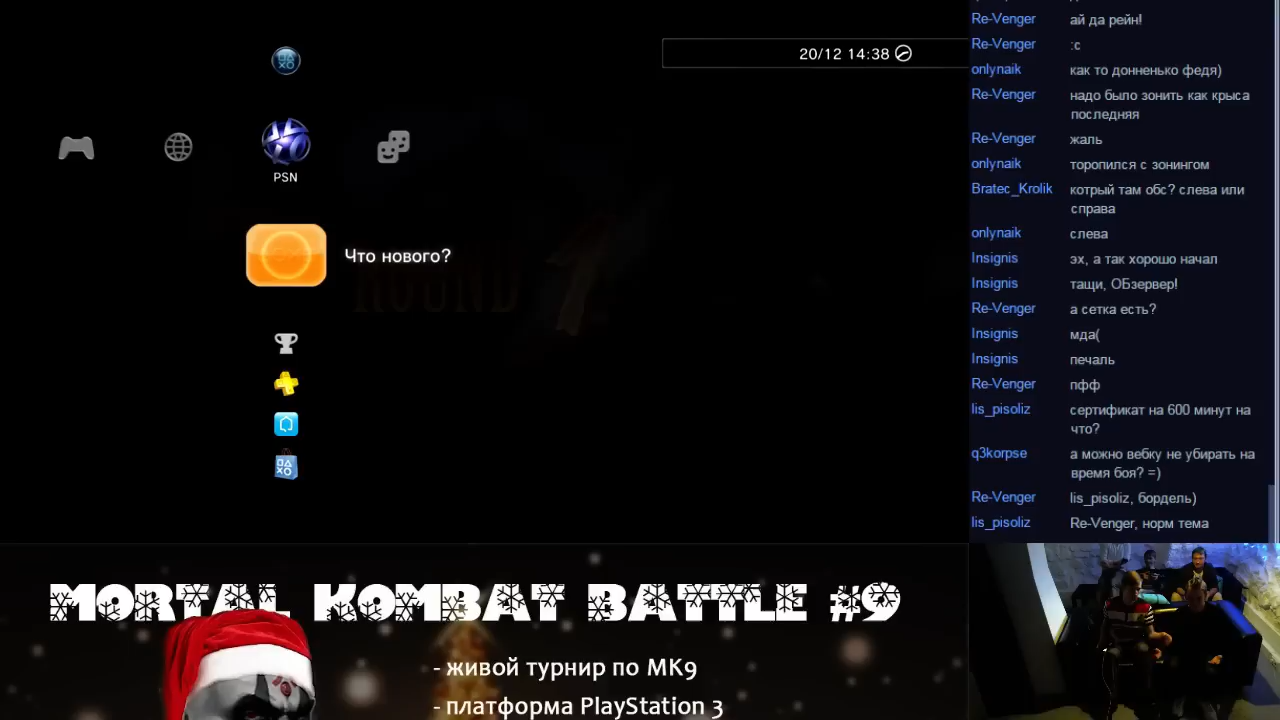 20/12 14:38
PSN
Что нового?
ROUND 1
Re-Venger ай да рейн!
Re-Venger :с
onlynaik как то донненько федя)
Re-Venger надо было зонить как крыса
последняя
Re-Venger жаль
onlynaik торопился с зонингом
Bratec_Krolik котрый там обс? слева или
справа
onlynaik слева
Insignis эх, а так хорошо начал
Insignis тащи, ОБзервер!
Re-Venger а сетка есть?
Insignis мда(
Insignis печаль
Re-Venger пфф
lis_pisoliz сертификат на 600 минут на
что?
q3korpse а можно вебку не убирать на
время боя? =)
Re-Venger lis_pisoliz, бордель)
lis_pisoliz Re-Venger, норм тема
MORTAL KOMBAT BATTLE #9
- живой турнир по MK9
- платформа PlayStation 3